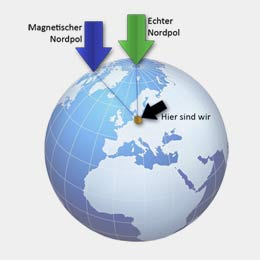 Magnetischer
Nordpol
Echter
Nordpol
Hier sind wir